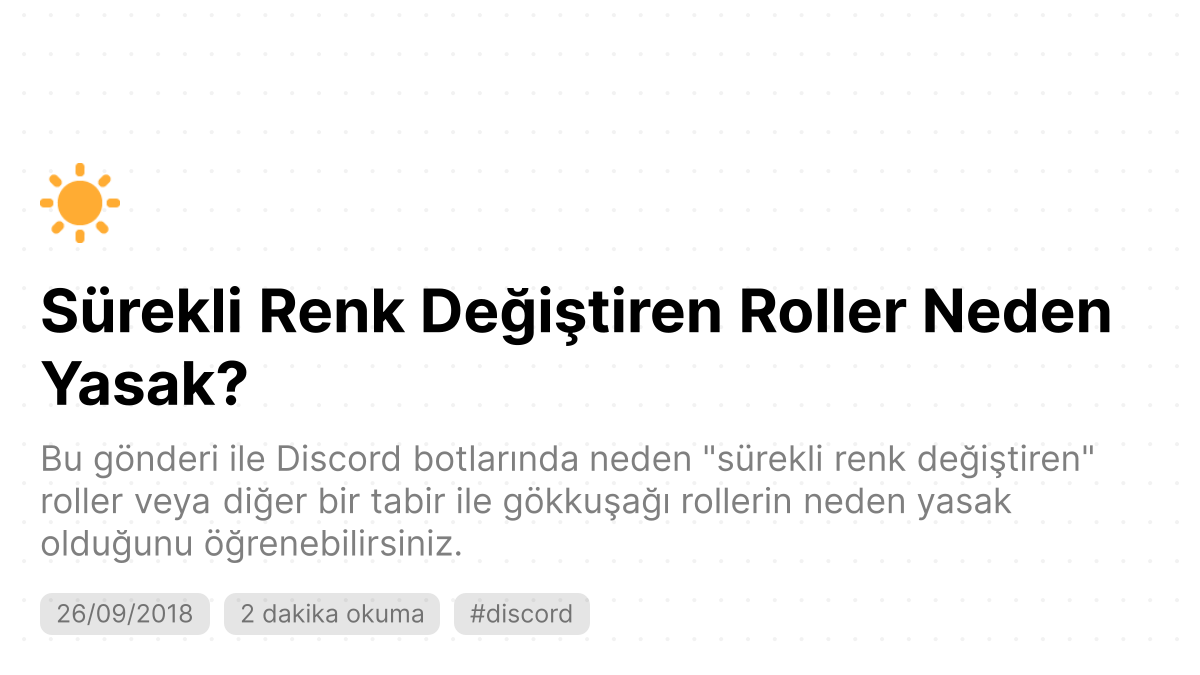 Sürekli Renk Değiştiren Roller Neden
Yasak?
Bu gönderi ile Discord botlarında neden "sürekli renk değiştiren"
roller veya diğer bir tabir ile gökkuşağı rollerin neden yasak
olduğunu öğrenebilirsiniz.
26/09/2018 2 dakika okuma #discord